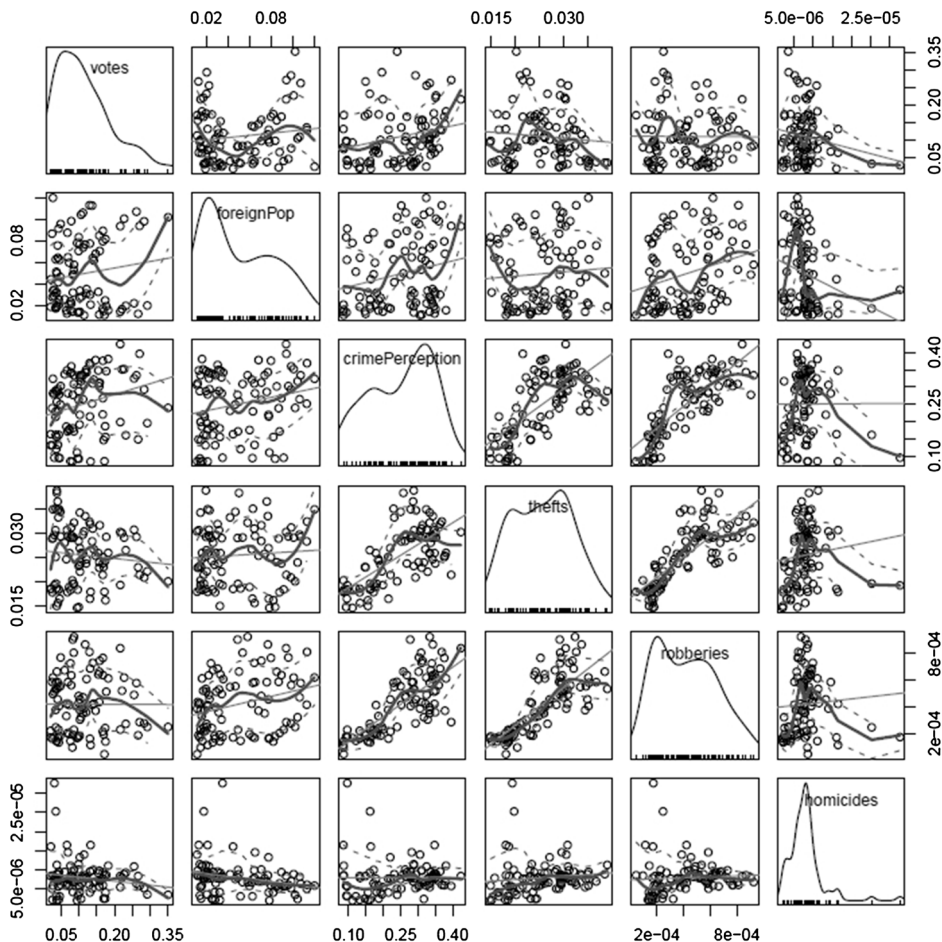 0.02 0.08 0.015 0.030 5.0e−06 2.5e−05
votes
0.05 0.20 0.35
foreignPop
0.02 0.08
crimePerception
0.10 0.25 0.40
thefts
0.015 0.030
robberies
2e−04 8e−04
homicides
5.0e−06 2.5e−05
0.05 0.20 0.35 0.10 0.25 0.40 2e−04 8e−04